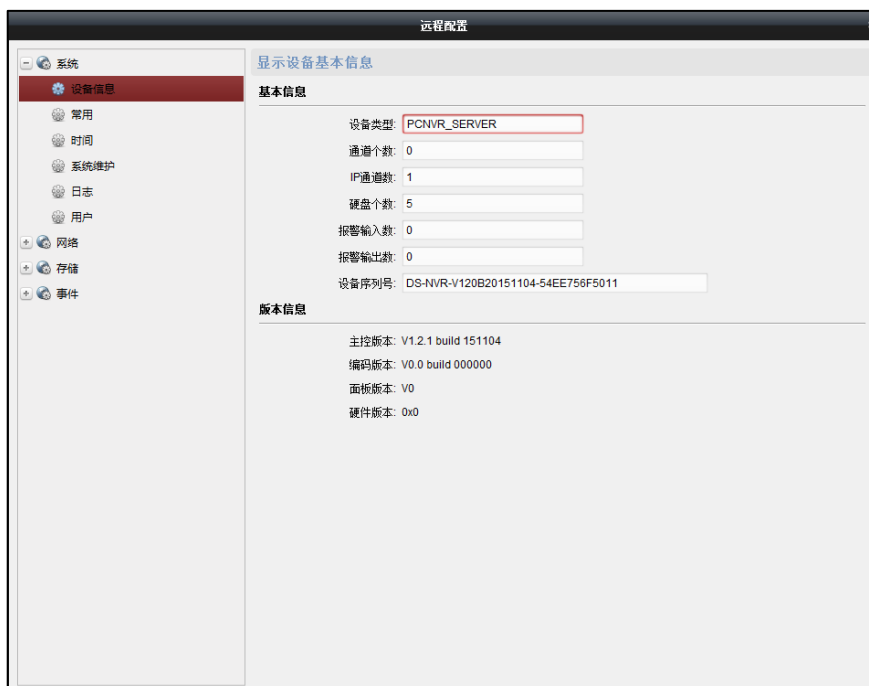 远程配置
系统
设备信息
常用
时间
系统维护
日志
用户
网络
存储
事件
显示设备基本信息
基本信息
设备类型: PCNVR_SERVER
通道个数: 0
IP通道数: 1
硬盘个数: 5
报警输入数: 0
报警输出数: 0
设备序列号: DS-NVR-V120B20151104-54EE756F5011
版本信息
主控版本: V1.2.1 build 151104
编码版本: V0.0 build 000000
面板版本: V0
硬件版本: 0x0